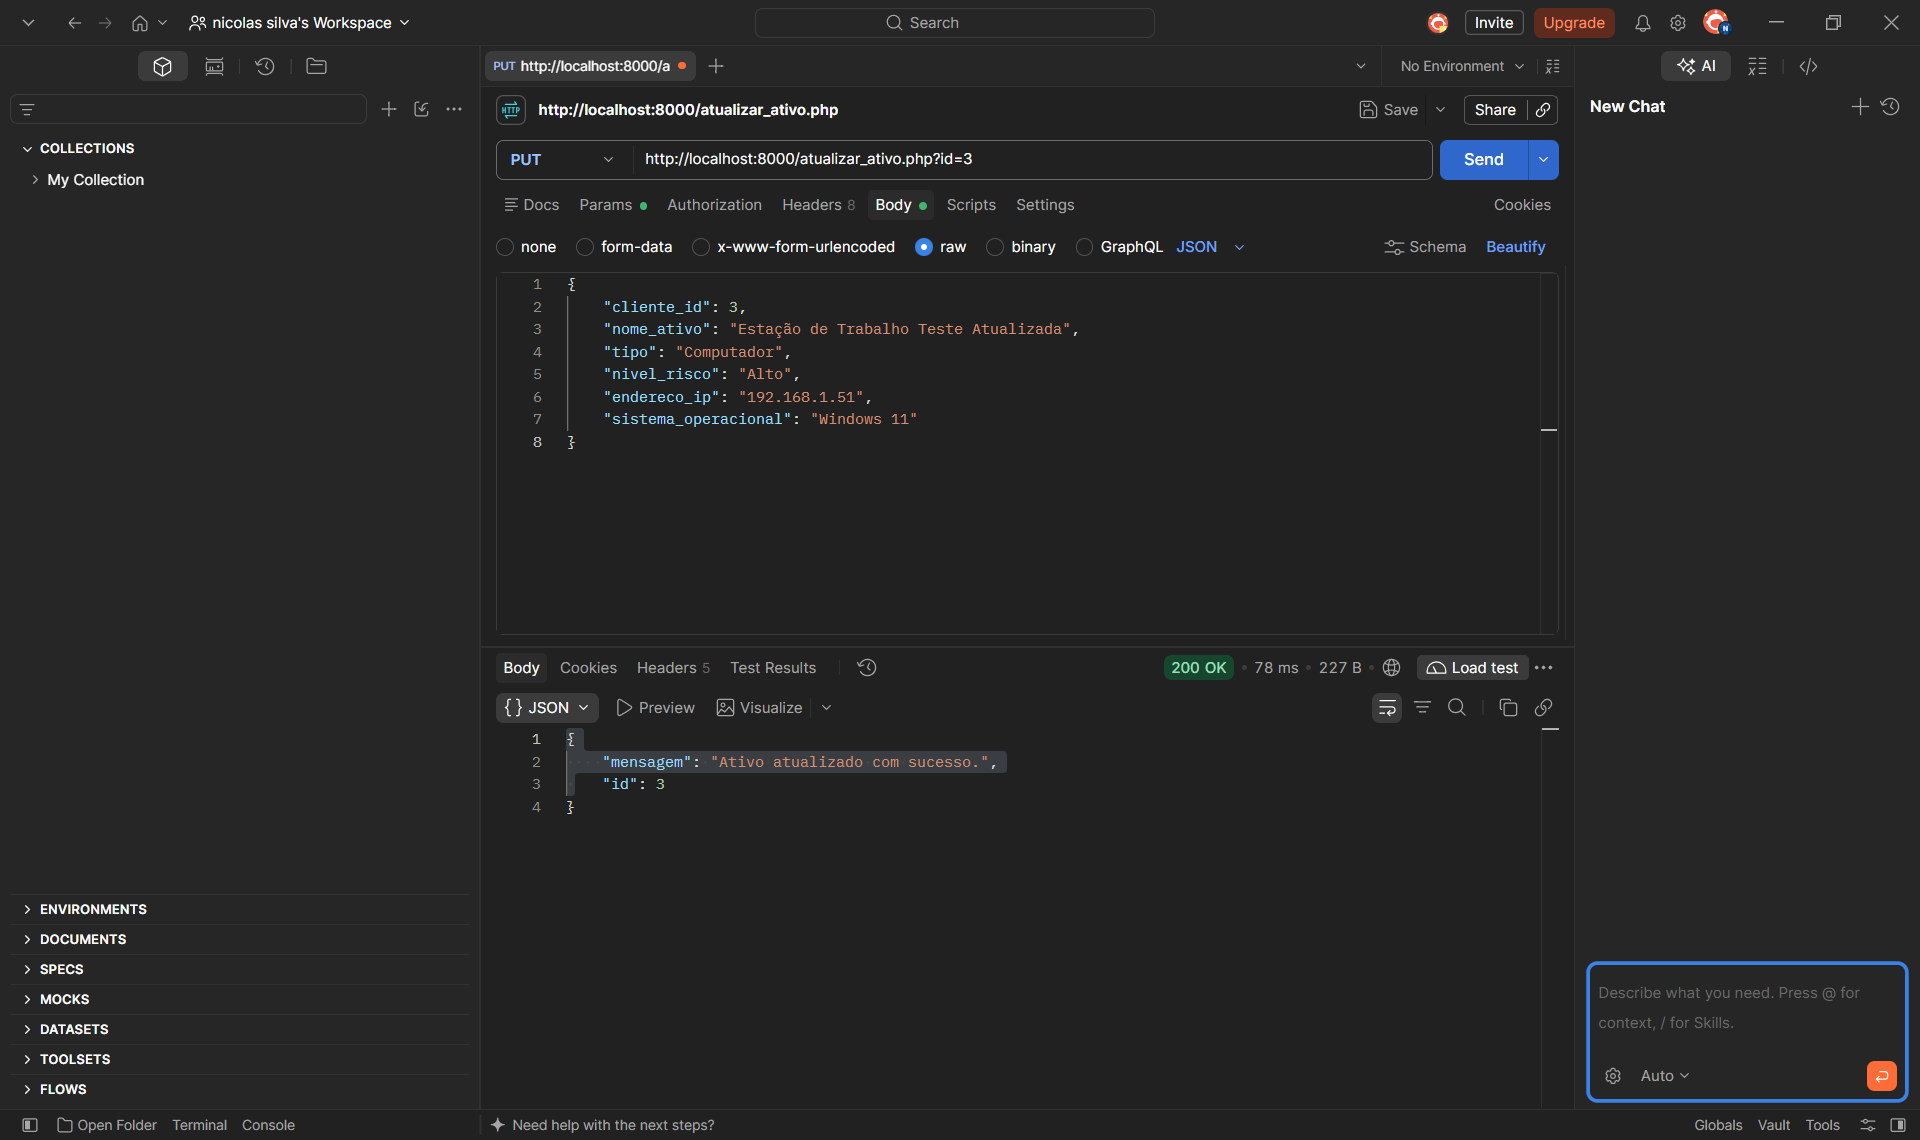 nicolas silva's Workspace
Search
Invite
Upgrade
N
PUT http://localhost:8000/a
No Environment
AI
HTTP http://localhost:8000/atualizar_ativo.php
Save
Share
New Chat
COLLECTIONS
My Collection
PUT
http://localhost:8000/atualizar_ativo.php?id=3
Send
Docs Params Authorization Headers 8 Body Scripts Settings
Cookies
none form-data x-www-form-urlencoded raw binary GraphQL JSON
Schema Beautify
1 {
2 "cliente_id": 3,
3 "nome_ativo": "Estação de Trabalho Teste Atualizada",
4 "tipo": "Computador",
5 "nivel_risco": "Alto",
6 "endereco_ip": "192.168.1.51",
7 "sistema_operacional": "Windows 11"
8 }
Body Cookies Headers 5 Test Results
200 OK • 78 ms • 227 B
Load test
{} JSON Preview Visualize
1 {
2 "mensagem": "Ativo atualizado com sucesso.",
3 "id": 3
4 }
ENVIRONMENTS
DOCUMENTS
SPECS
MOCKS
DATASETS
TOOLSETS
FLOWS
Describe what you need. Press @ for
context, / for Skills.
Auto
Open Folder Terminal Console
Need help with the next steps?
Globals Vault Tools